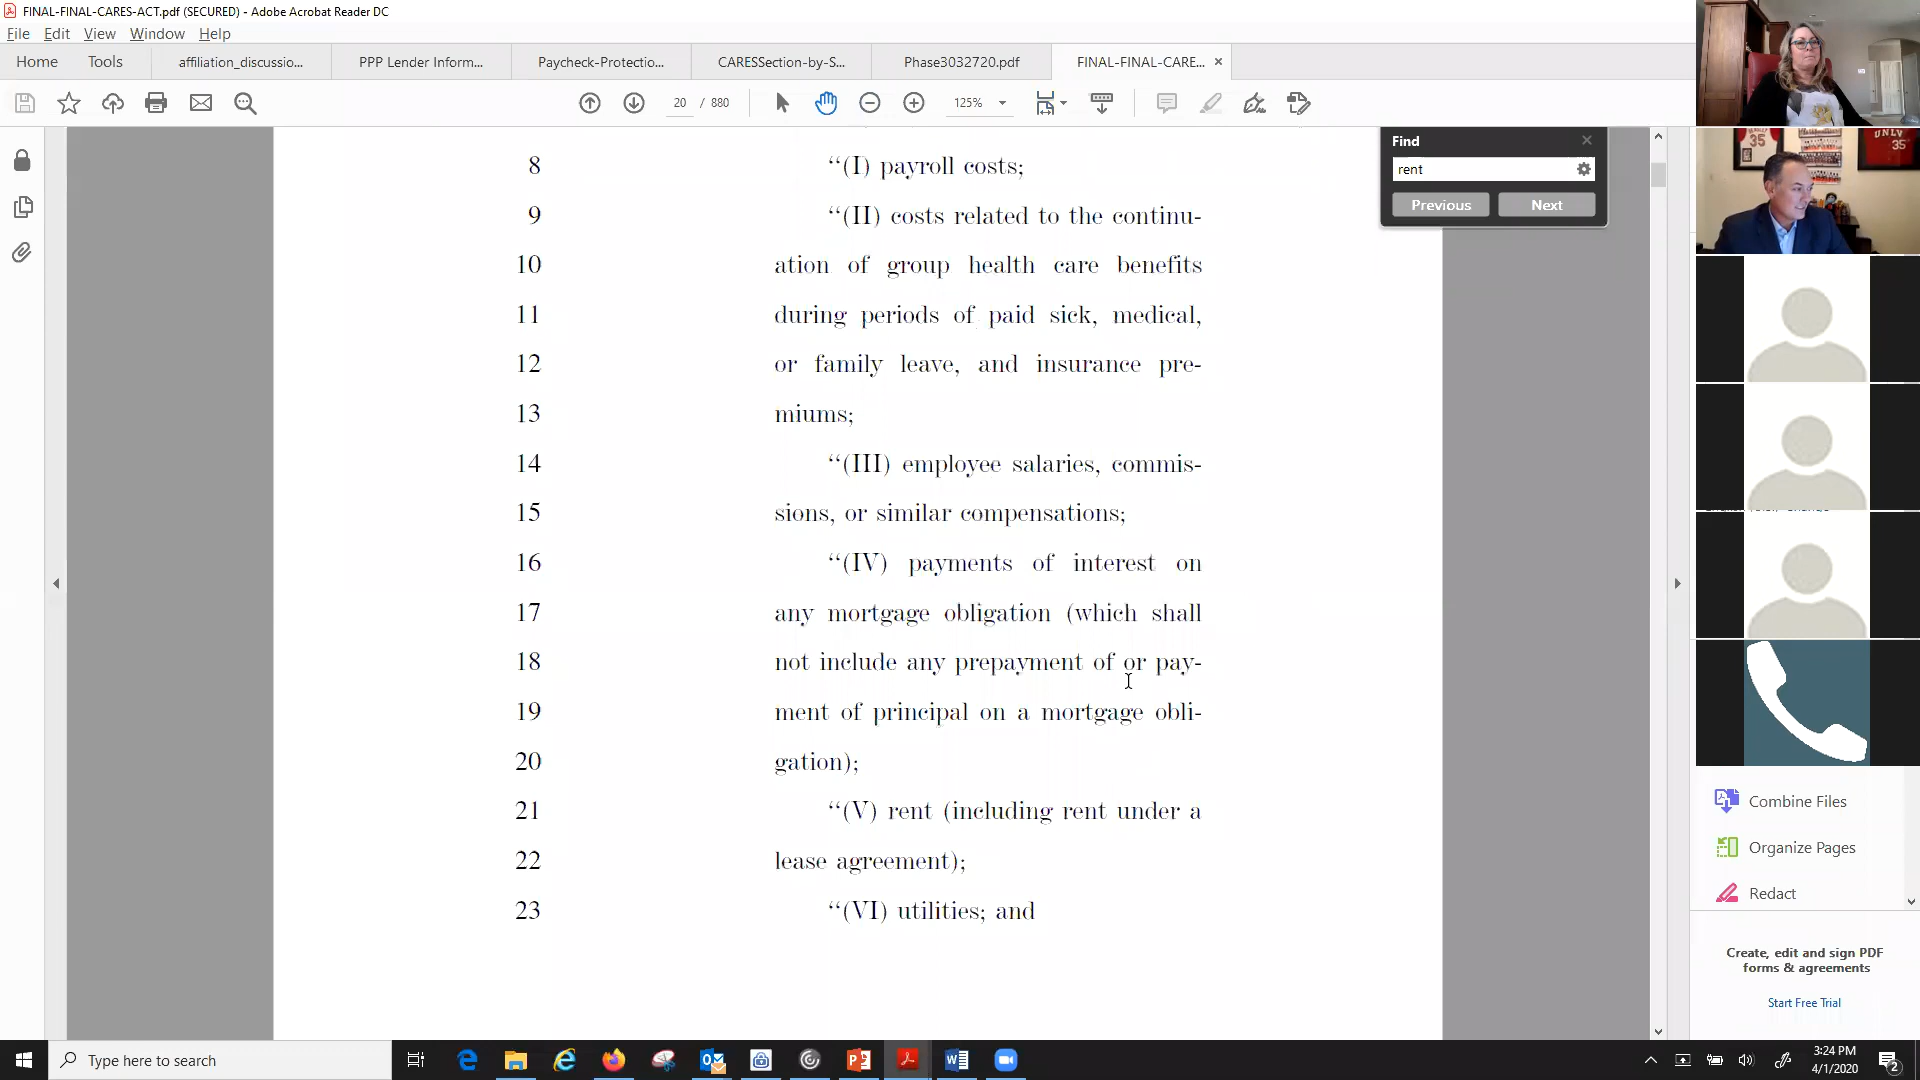 FINAL-FINAL-CARES-ACT.pdf (SECURED) - Adobe Acrobat Reader DC
File Edit View Window Help
Home Tools affiliation_discussio... PPP Lender Inform... Paycheck-Protectio... CARESSection-by-S... Phase3032720.pdf FINAL-FINAL-CARE... ×
20 / 880 125%
Find
rent
Previous Next
8 “(I) payroll costs;
9 “(II) costs related to the continu-
10 ation of group health care benefits
11 during periods of paid sick, medical,
12 or family leave, and insurance pre-
13 miums;
14 “(III) employee salaries, commis-
15 sions, or similar compensations;
16 “(IV) payments of interest on
17 any mortgage obligation (which shall
18 not include any prepayment of or pay-
19 ment of principal on a mortgage obli-
20 gation);
21 “(V) rent (including rent under a
22 lease agreement);
23 “(VI) utilities; and
35
UNLV
35
Combine Files
Organize Pages
Redact
Create, edit and sign PDF
forms & agreements
Start Free Trial
Type here to search
3:24 PM
4/1/2020
2